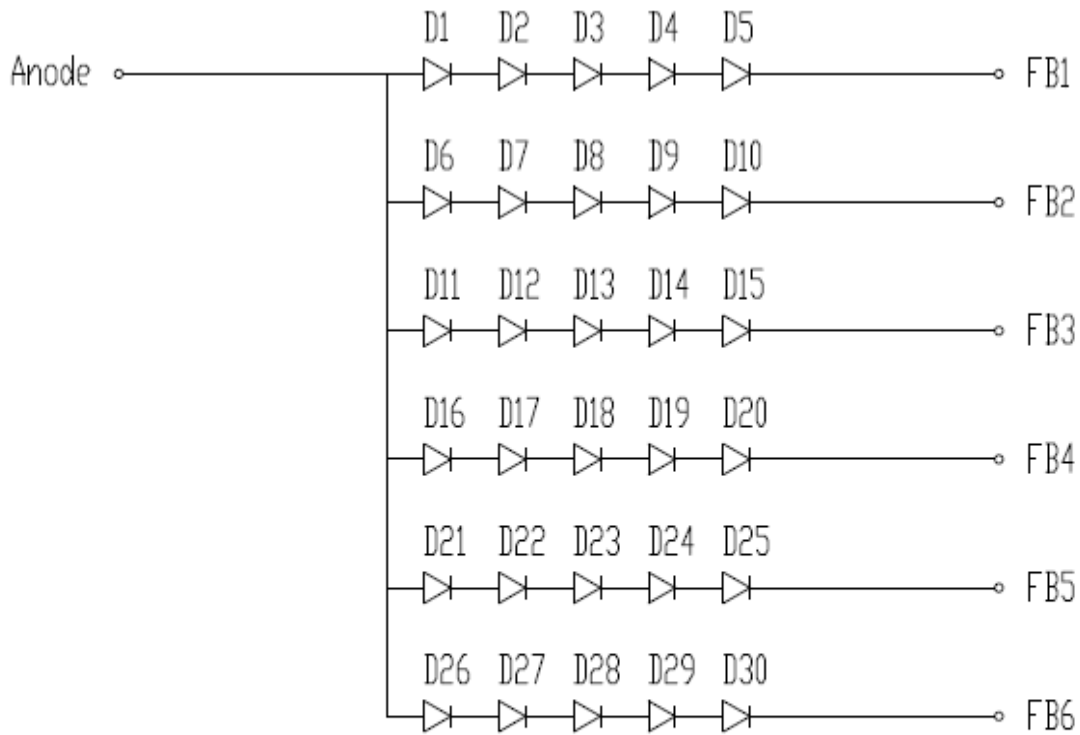 D1 D2 D3 D4 D5
Anode FB1
D6 D7 D8 D9 D10
FB2
D11 D12 D13 D14 D15
FB3
D16 D17 D18 D19 D20
FB4
D21 D22 D23 D24 D25
FB5
D26 D27 D28 D29 D30
FB6